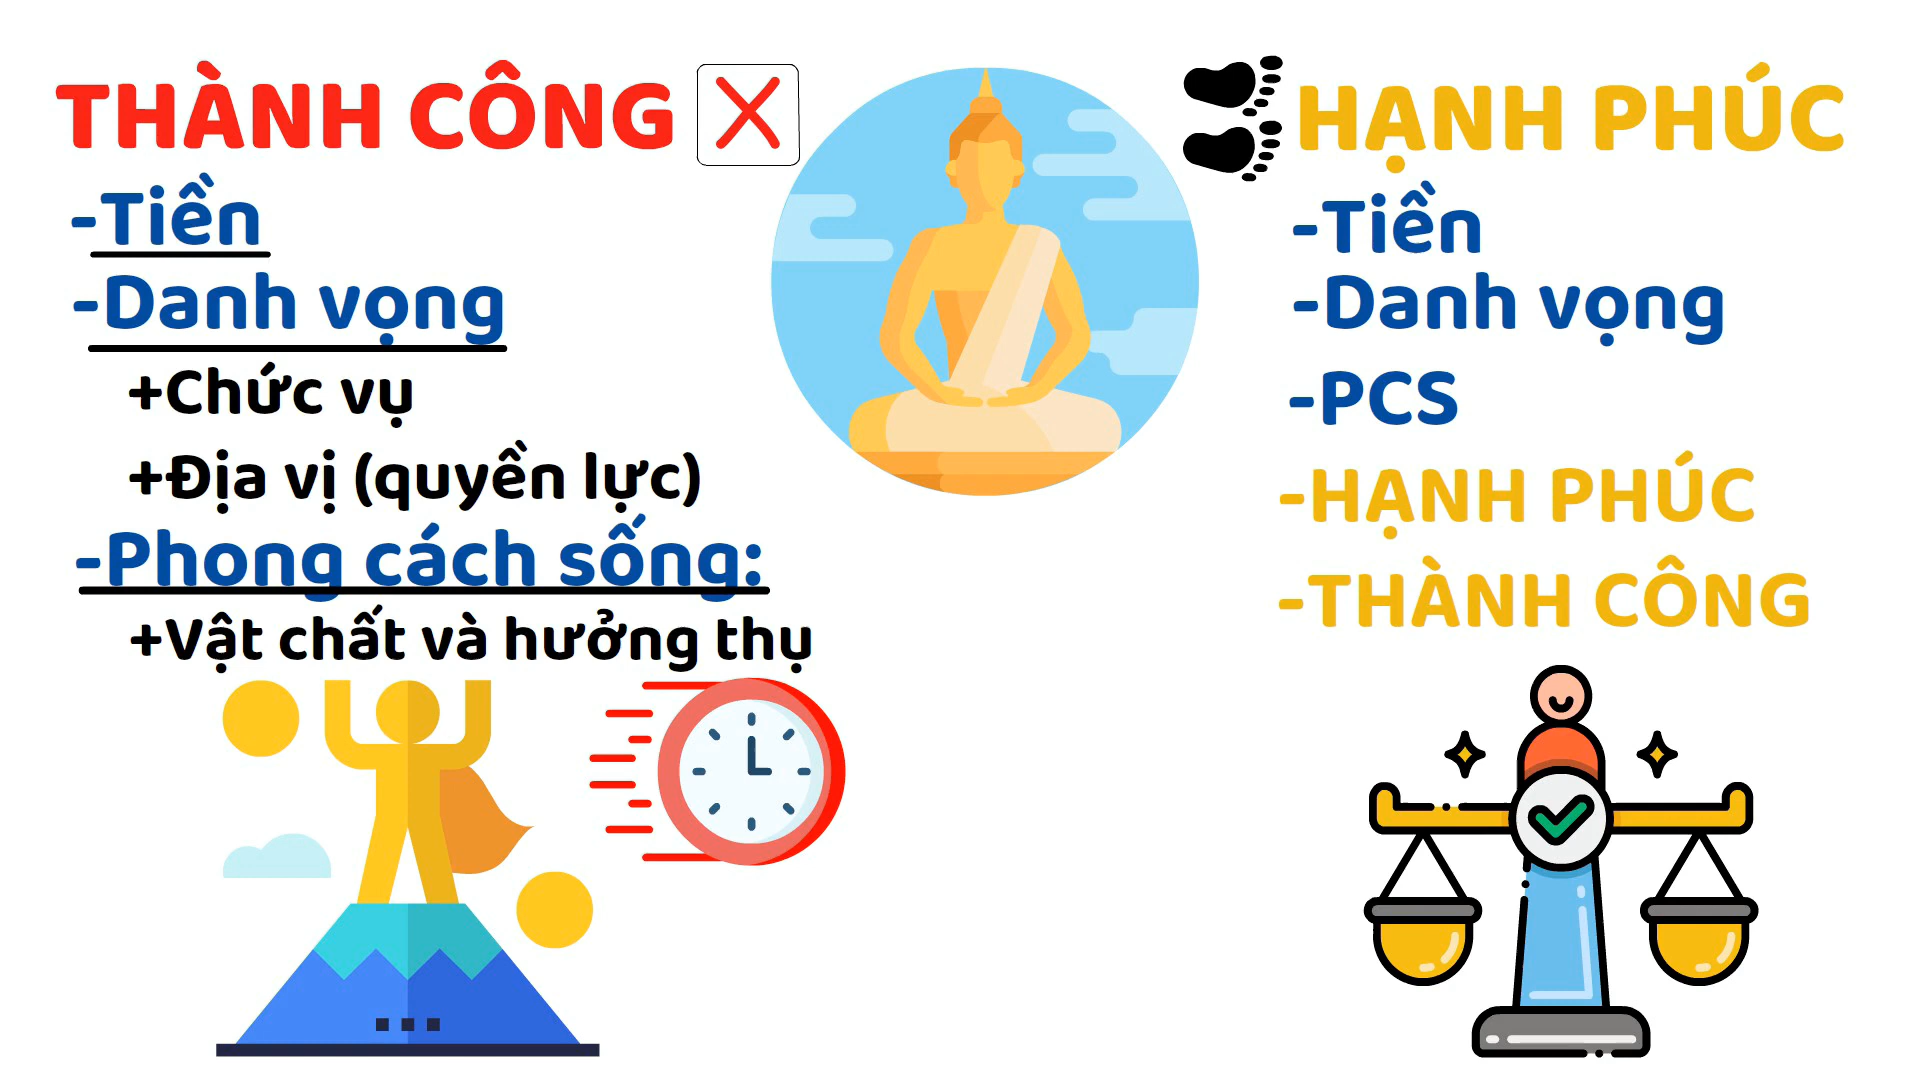 THÀNH CÔNG
-Tiền
-Danh vọng
+Chức vụ
+Địa vị (quyền lực)
-Phong cách sống:
+Vật chất và hưởng thụ
HẠNH PHÚC
-Tiền
-Danh vọng
-PCS
-HẠNH PHÚC
-THÀNH CÔNG